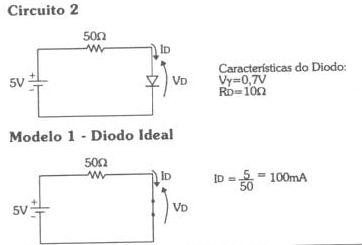 Circuito 2
50Ω
ID
5V
+
-
VD
Características do Diodo:
Vγ=0,7V
RD=10Ω
Modelo 1 - Diodo Ideal
50Ω
ID
5V
+
-
VD
ID = 5/50 = 100mA